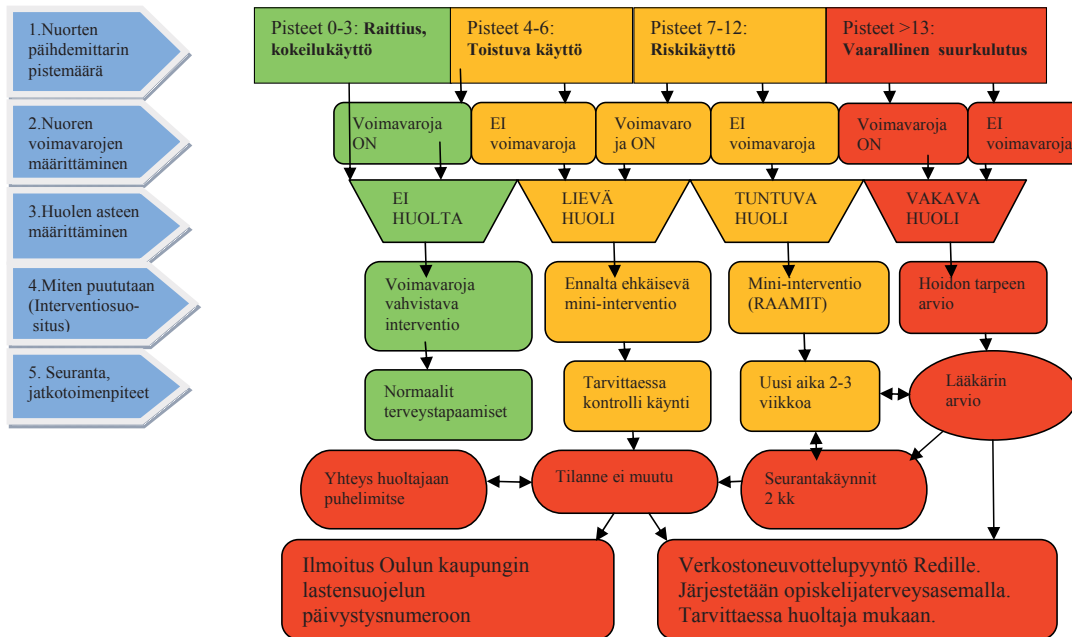 1.Nuorten
päihdemittarin
pistemäärä
2.Nuoren
voimavarojen
määrittäminen
3.Huolen asteen
määrittäminen
4.Miten puututaan
(Interventiosuo-
situs)
5. Seuranta,
jatkotoimenpiteet
Pisteet 0-3: Raittius,
kokeilukäyttö
Pisteet 4-6:
Toistuva käyttö
Pisteet 7-12:
Riskikäyttö
Pisteet >13:
Vaarallinen suurkulutus
Voimavaroja
ON
EI
voimavaroja
Voimavaro
ja ON
EI
voimavaroja
Voimavaroja
ON
EI
voimavaroja
EI
HUOLTA
LIEVÄ
HUOLI
TUNTUVA
HUOLI
VAKAVA
HUOLI
Voimavaroja
vahvistava
interventio
Ennalta ehkäisevä
mini-interventio
Mini-interventio
(RAAMIT)
Hoidon tarpeen
arvio
Normaalit
terveystapaamiset
Tarvittaessa
kontrolli käynti
Uusi aika 2-3
viikkoa
Lääkärin
arvio
Yhteys huoltajaan
puhelimitse
Tilanne ei muutu
Seurantakäynnit
2 kk
Ilmoitus Oulun kaupungin
lastensuojelun
päivystysnumeroon
Verkostoneuvottelupyyntö Redille.
Järjestetään opiskelijaterveysasemalla.
Tarvittaessa huoltaja mukaan.